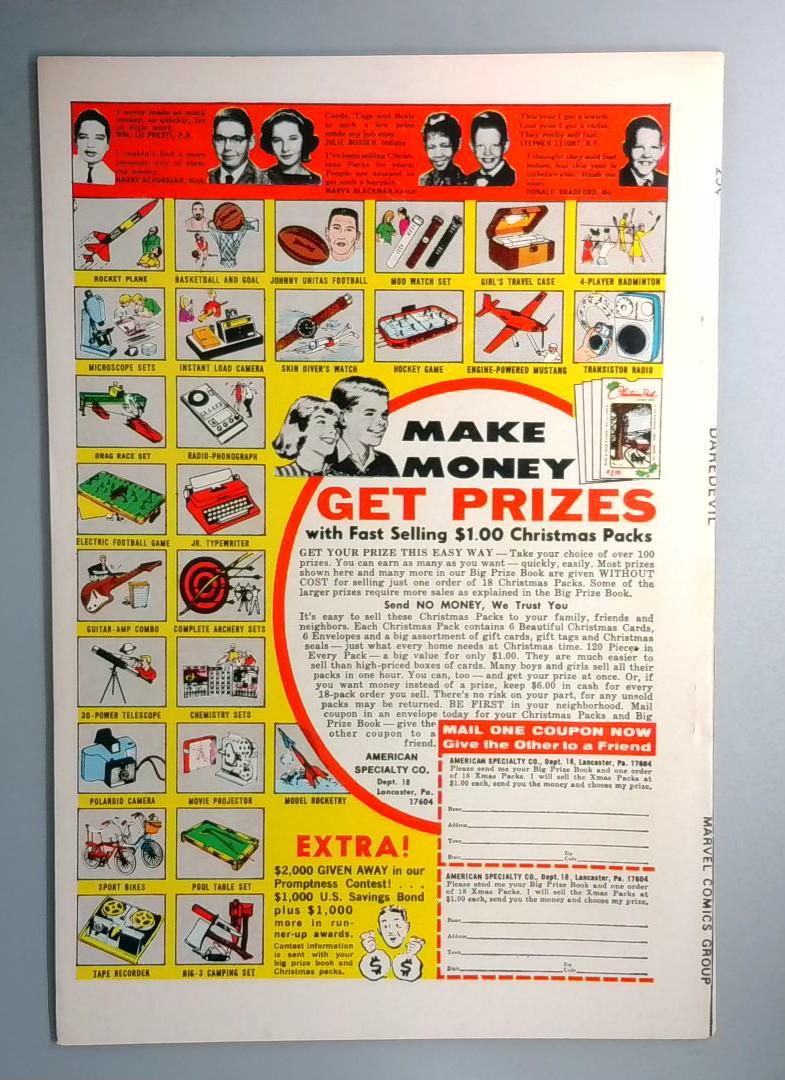 I never made so much
money, so quickly, for
so little work.
WM. LO PRESTI, P.R.
I couldn't find a more
pleasant way of earn-
ing money.
HARRY KEVORKIAN, Mich.
Cards, Tags and Seals
at such a low price
made my job easy.
JULIE BUSSEN, Indiana
I've been selling Christ-
mas Packs for years.
People are amazed to
get such a bargain.
MARVA BLACKMAN,
This year I got a watch,
Last year I got a radio.
They really sell fast.
STEPHEN LEIGHT, N.Y.
I thought they sold fast
before, but this year is
unbelievable. Rush me
more.
DONALD BRADFORD, Mo.
ROCKET PLANE
BASKETBALL AND GOAL
JOHNNY UNITAS FOOTBALL
MOD WATCH SET
GIRL'S TRAVEL CASE
4-PLAYER BADMINTON
MICROSCOPE SETS
INSTANT LOAD CAMERA
SKIN DIVER'S WATCH
HOCKEY GAME
ENGINE-POWERED MUSTANG
TRANSISTOR RADIO
DRAG RACE SET
RADIO-PHONOGRAPH
ELECTRIC FOOTBALL GAME
JR. TYPEWRITER
GUITAR-AMP COMBO
COMPLETE ARCHERY SETS
30-POWER TELESCOPE
CHEMISTRY SETS
POLAROID CAMERA
MOVIE PROJECTOR
MODEL ROCKETRY
SPORT BIKES
POOL TABLE SET
TAPE RECORDER
BIG-3 CAMPING SET
MAKE
MONEY
GET PRIZES
with Fast Selling $1.00 Christmas Packs
GET YOUR PRIZE THIS EASY WAY — Take your choice of over 100
prizes. You can earn as many as you want — quickly, easily. Most prizes
shown here and many more in our Big Prize Book are given WITHOUT
COST for selling just one order of 18 Christmas Packs. Some of the
larger prizes require more sales as explained in the Big Prize Book.
Send NO MONEY, We Trust You
It's easy to sell these Christmas Packs to your family, friends and
neighbors. Each Christmas Pack contains 6 Beautiful Christmas Cards,
6 Envelopes and a big assortment of gift cards, gift tags and Christmas
seals — just what every home needs at Christmas time. 120 Pieces in
Every Pack — a big value for only $1.00. They are much easier to
sell than high-priced boxes of cards. Many boys and girls sell all their
packs in one hour. You can, too — and get your prize at once. Or, if
you want money instead of a prize, keep $6.00 in cash for every
18-pack order you sell. There's no risk on your part, for any unsold
packs may be returned. BE FIRST in your neighborhood. Mail
coupon in an envelope today for your Christmas Packs and Big
Prize Book — give the
other coupon to a
friend.
AMERICAN
SPECIALTY CO.
Dept. 18
Lancaster, Pa.
17604
MAIL ONE COUPON NOW
Give the Other to a Friend
AMERICAN SPECIALTY CO., Dept. 18, Lancaster, Pa. 17604
Please send me your Big Prize Book and one order
of 18 Xmas Packs. I will sell the Xmas Packs at
$1.00 each, send you the money and choose my prize.
Name
Address
Town
State Zip Code
AMERICAN SPECIALTY CO., Dept. 18, Lancaster, Pa. 17604
Please send me your Big Prize Book and one order
of 18 Xmas Packs. I will sell the Xmas Packs at
$1.00 each, send you the money and choose my prize.
Name
Address
Town
State Zip Code
EXTRA!
$2,000 GIVEN AWAY in our
Promptness Contest! . . .
$1,000 U.S. Savings Bond
plus $1,000
more in run-
ner-up awards.
Contest information
is sent with your
big prize book and
Christmas packs.
$ $
DAREDEVIL
MARVEL COMICS GROUP